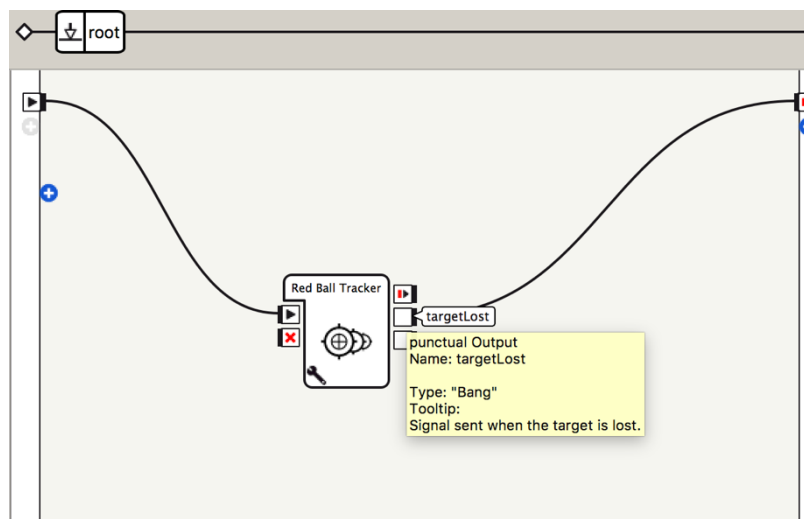 root
Red Ball Tracker
targetLost
punctual Output
Name: targetLost
Type: "Bang"
Tooltip:
Signal sent when the target is lost.